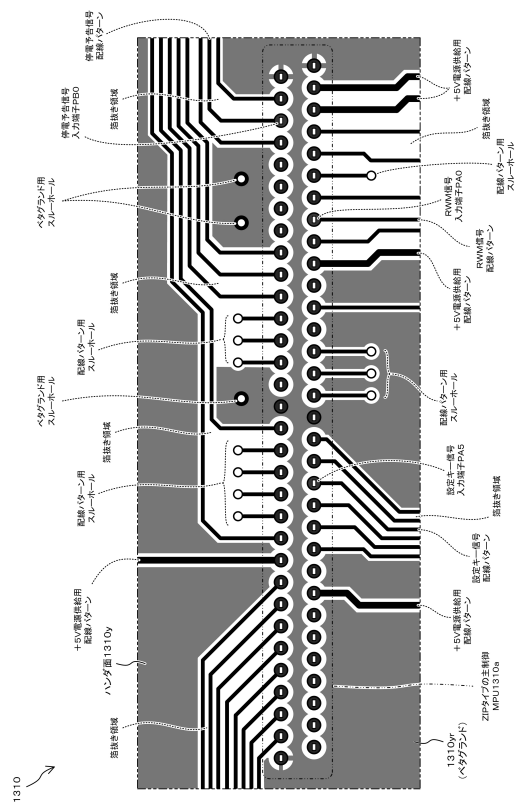 1310
停電予告信号
配線パターン
箔抜き領域
停電予告信号
入力端子PB0
ベタグランド用
スルーホール
箔抜き領域
配線パターン用
スルーホール
ベタグランド用
スルーホール
箔抜き領域
配線パターン用
スルーホール
+5V電源供給用
配線パターン
ハンダ面1310y
箔抜き領域
+5V電源供給用
配線パターン
箔抜き領域
配線パターン用
スルーホール
RWM信号
入力端子PA0
RWM信号
配線パターン
+5V電源供給用
配線パターン
配線パターン用
スルーホール
設定キー信号
入力端子PA5
箔抜き領域
設定キー信号
配線パターン
+5V電源供給用
配線パターン
ZIPタイプの主制御
MPU1310a
1310yr
(ベタグランド)